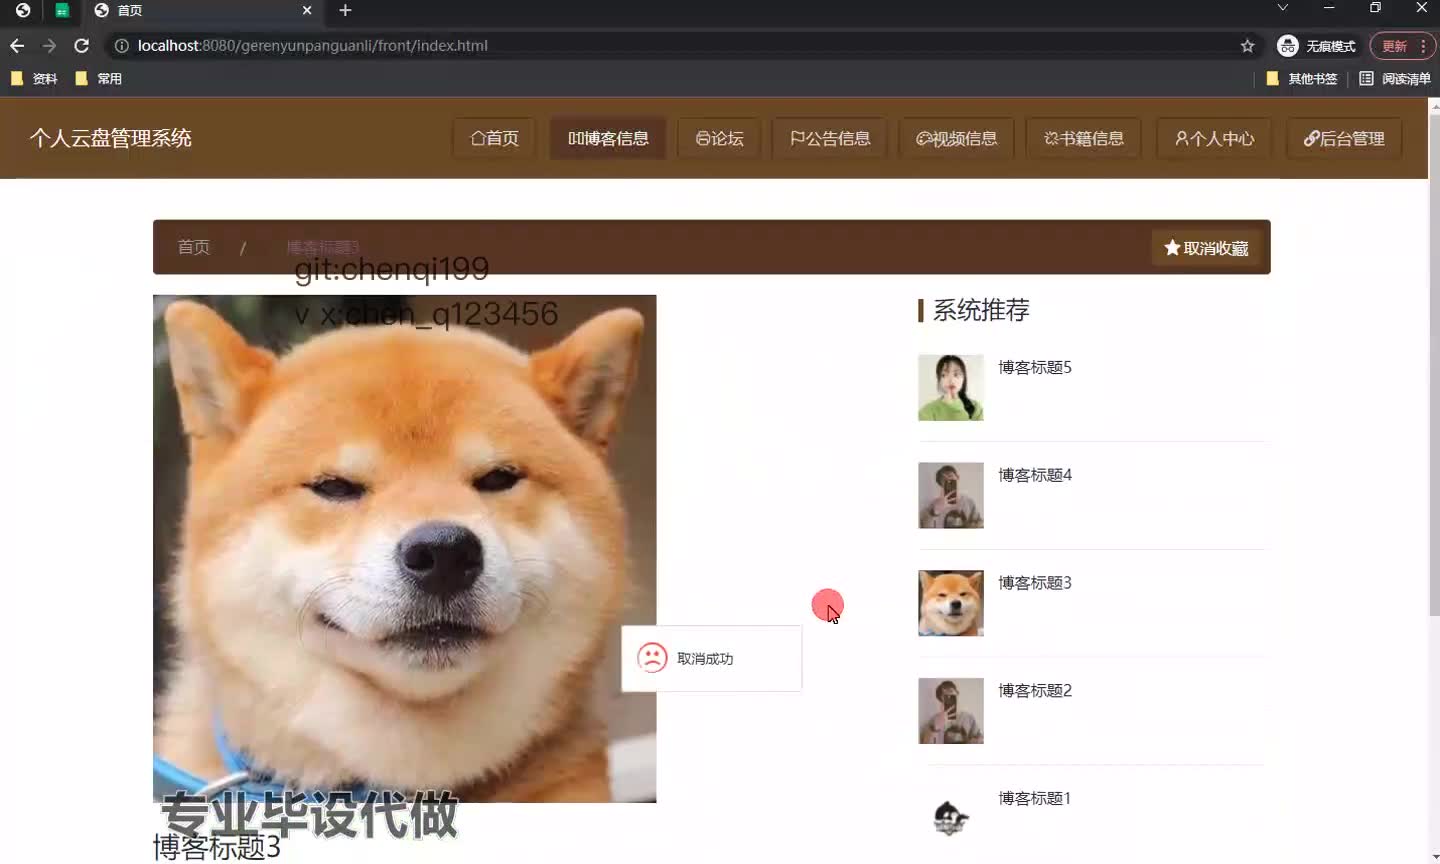 首页
localhost:8080/gerenyunpanguanli/front/index.html
无痕模式
更新
资料
常用
其他书签
阅读清单
个人云盘管理系统
首页
博客信息
论坛
公告信息
视频信息
书籍信息
个人中心
后台管理
首页 / 博客标题3
取消收藏
git:chenqi199
v x:chen_q123456
系统推荐
博客标题5
博客标题4
博客标题3
取消成功
博客标题2
博客标题1
专业毕设代做
博客标题3